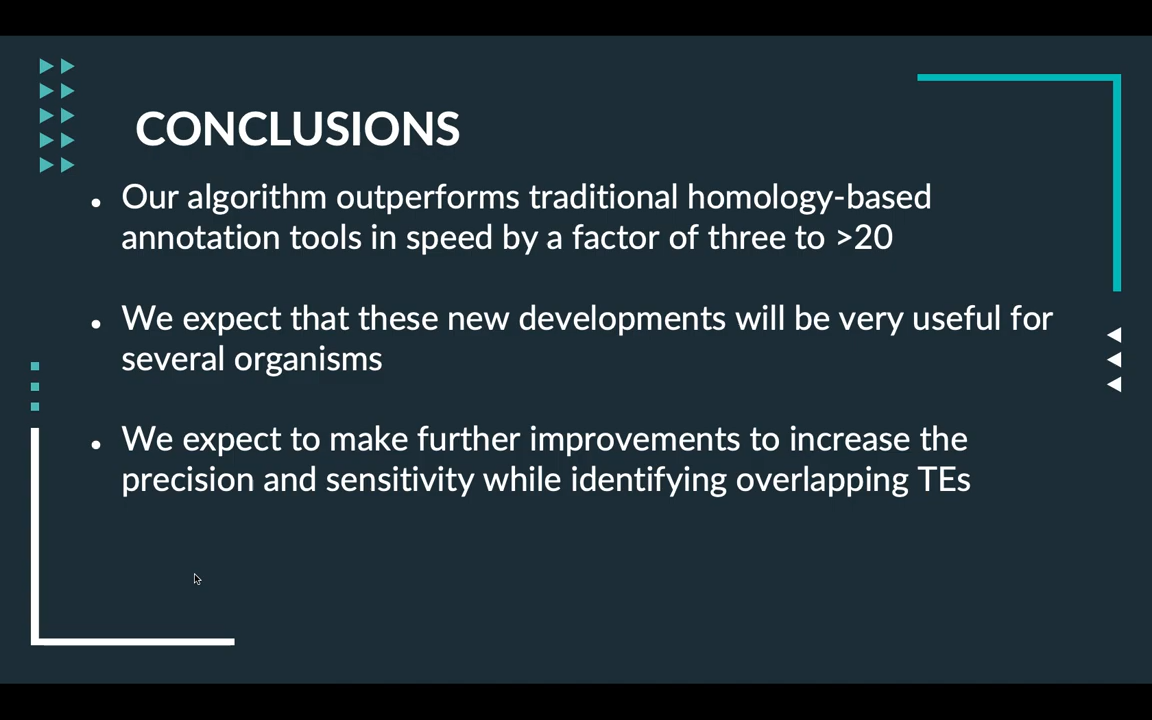 CONCLUSIONS
• Our algorithm outperforms traditional homology-based
annotation tools in speed by a factor of three to >20
• We expect that these new developments will be very useful for
several organisms
• We expect to make further improvements to increase the
precision and sensitivity while identifying overlapping TEs